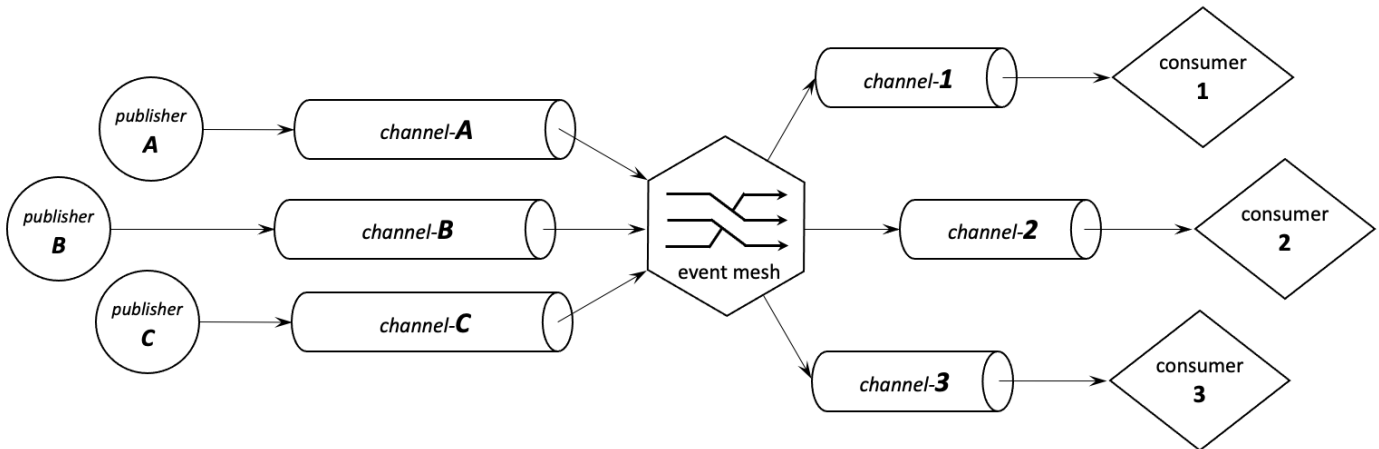 publisher
A
channel-A
publisher
B
channel-B
publisher
C
channel-C
event mesh
channel-1
consumer
1
channel-2
consumer
2
channel-3
consumer
3